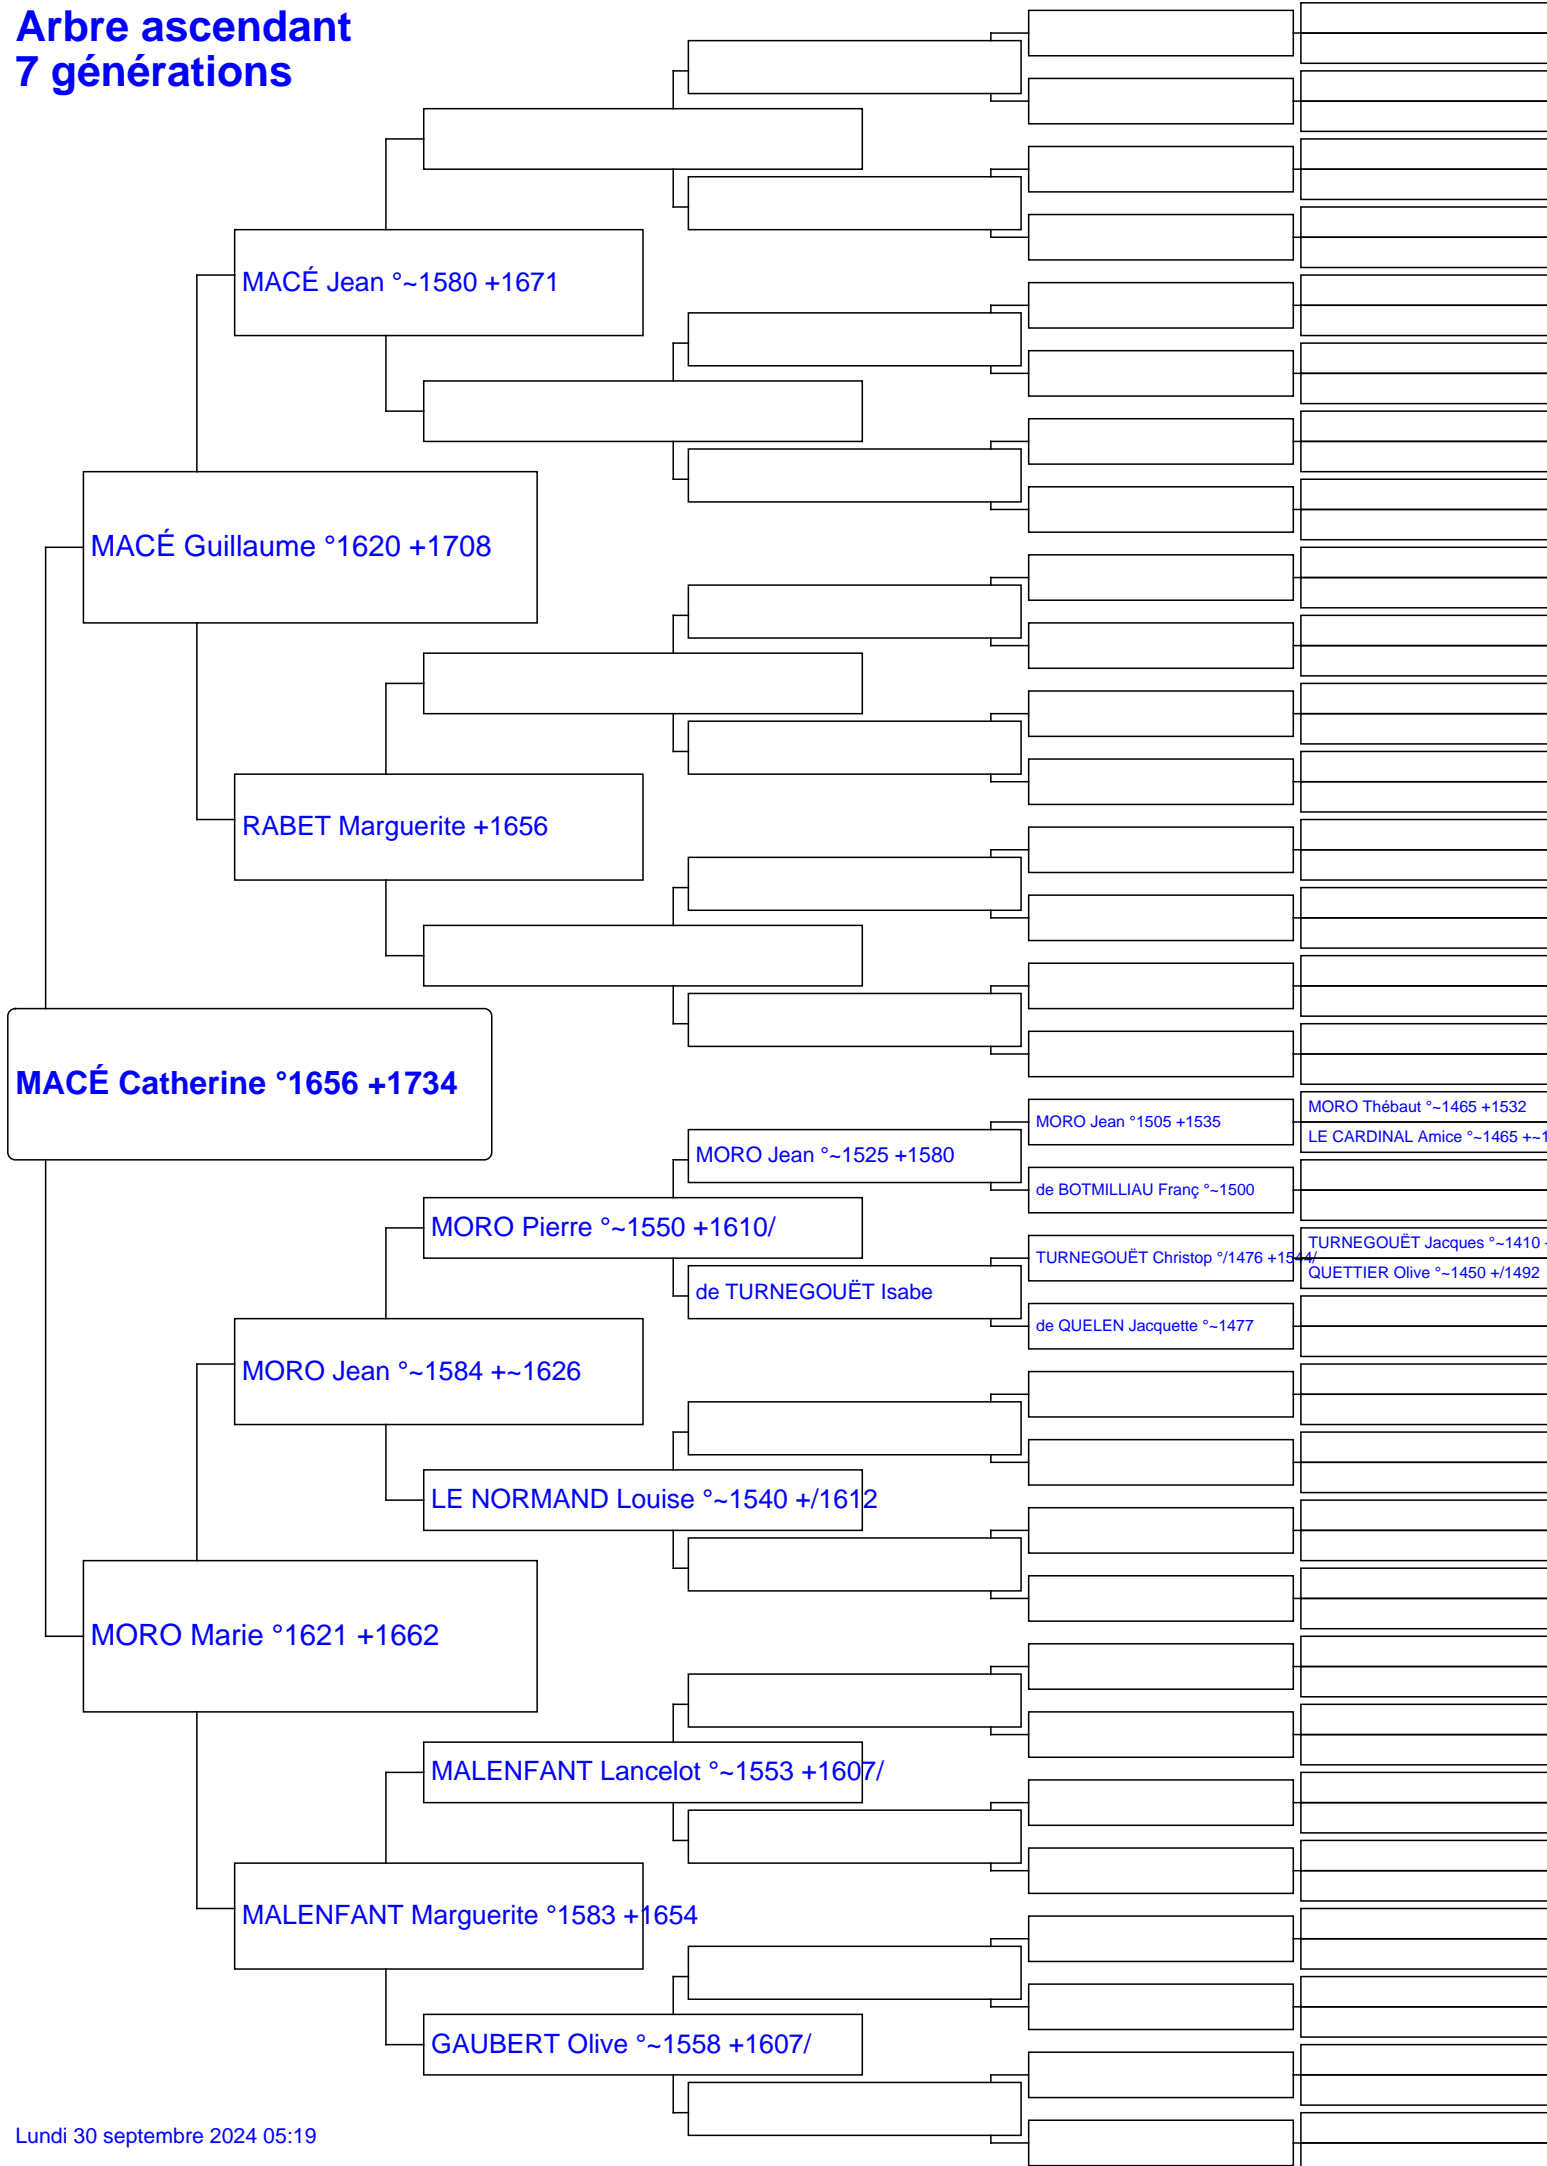 Arbre ascendant
7 générations
MACÉ Jean °~1580 +1671
MACÉ Guillaume °1620 +1708
RABET Marguerite +1656
MACÉ Catherine °1656 +1734
MORO Thébaut °~1465 +1532
MORO Jean °1505 +1535
LE CARDINAL Amice °~1465 +~1
MORO Jean °~1525 +1580
de BOTMILLIAU Franç °~1500
MORO Pierre °~1550 +1610/
TURNEGOUËT Jacques °~1410
TURNEGOUËT Christop °/1476 +1544/
QUETTIER Olive °~1450 +/1492
de TURNEGOUËT Isabe
de QUELEN Jacquette °~1477
MORO Jean °~1584 +~1626
LE NORMAND Louise °~1540 +/1612
MORO Marie °1621 +1662
MALENFANT Lancelot °~1553 +1607/
MALENFANT Marguerite °1583 +1654
GAUBERT Olive °~1558 +1607/
Lundi 30 septembre 2024 05:19